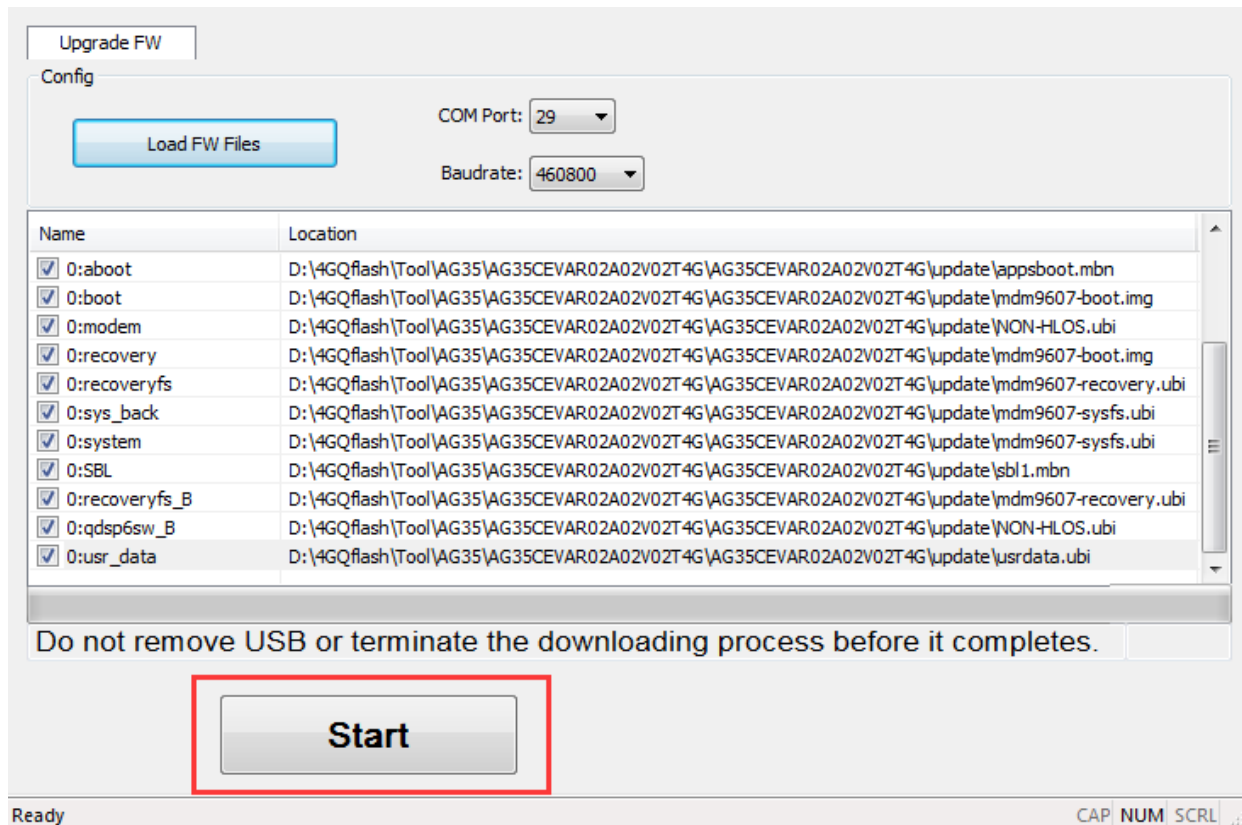 Upgrade FW
Config
Load FW Files
COM Port: 29
Baudrate: 460800
Name Location
0:aboot D:\4GQflash\Tool\AG35\AG35CEVAR02A02V02T4G\AG35CEVAR02A02V02T4G\update\appsboot.mbn
0:boot D:\4GQflash\Tool\AG35\AG35CEVAR02A02V02T4G\AG35CEVAR02A02V02T4G\update\mdm9607-boot.img
0:modem D:\4GQflash\Tool\AG35\AG35CEVAR02A02V02T4G\AG35CEVAR02A02V02T4G\update\NON-HLOS.ubi
0:recovery D:\4GQflash\Tool\AG35\AG35CEVAR02A02V02T4G\AG35CEVAR02A02V02T4G\update\mdm9607-boot.img
0:recoveryfs D:\4GQflash\Tool\AG35\AG35CEVAR02A02V02T4G\AG35CEVAR02A02V02T4G\update\mdm9607-recovery.ubi
0:sys_back D:\4GQflash\Tool\AG35\AG35CEVAR02A02V02T4G\AG35CEVAR02A02V02T4G\update\mdm9607-sysfs.ubi
0:system D:\4GQflash\Tool\AG35\AG35CEVAR02A02V02T4G\AG35CEVAR02A02V02T4G\update\mdm9607-sysfs.ubi
0:SBL D:\4GQflash\Tool\AG35\AG35CEVAR02A02V02T4G\AG35CEVAR02A02V02T4G\update\sbl1.mbn
0:recoveryfs_B D:\4GQflash\Tool\AG35\AG35CEVAR02A02V02T4G\AG35CEVAR02A02V02T4G\update\mdm9607-recovery.ubi
0:qdsp6sw_B D:\4GQflash\Tool\AG35\AG35CEVAR02A02V02T4G\AG35CEVAR02A02V02T4G\update\NON-HLOS.ubi
0:usr_data D:\4GQflash\Tool\AG35\AG35CEVAR02A02V02T4G\AG35CEVAR02A02V02T4G\update\usrdata.ubi
Do not remove USB or terminate the downloading process before it completes.
Start
Ready CAP NUM SCRL